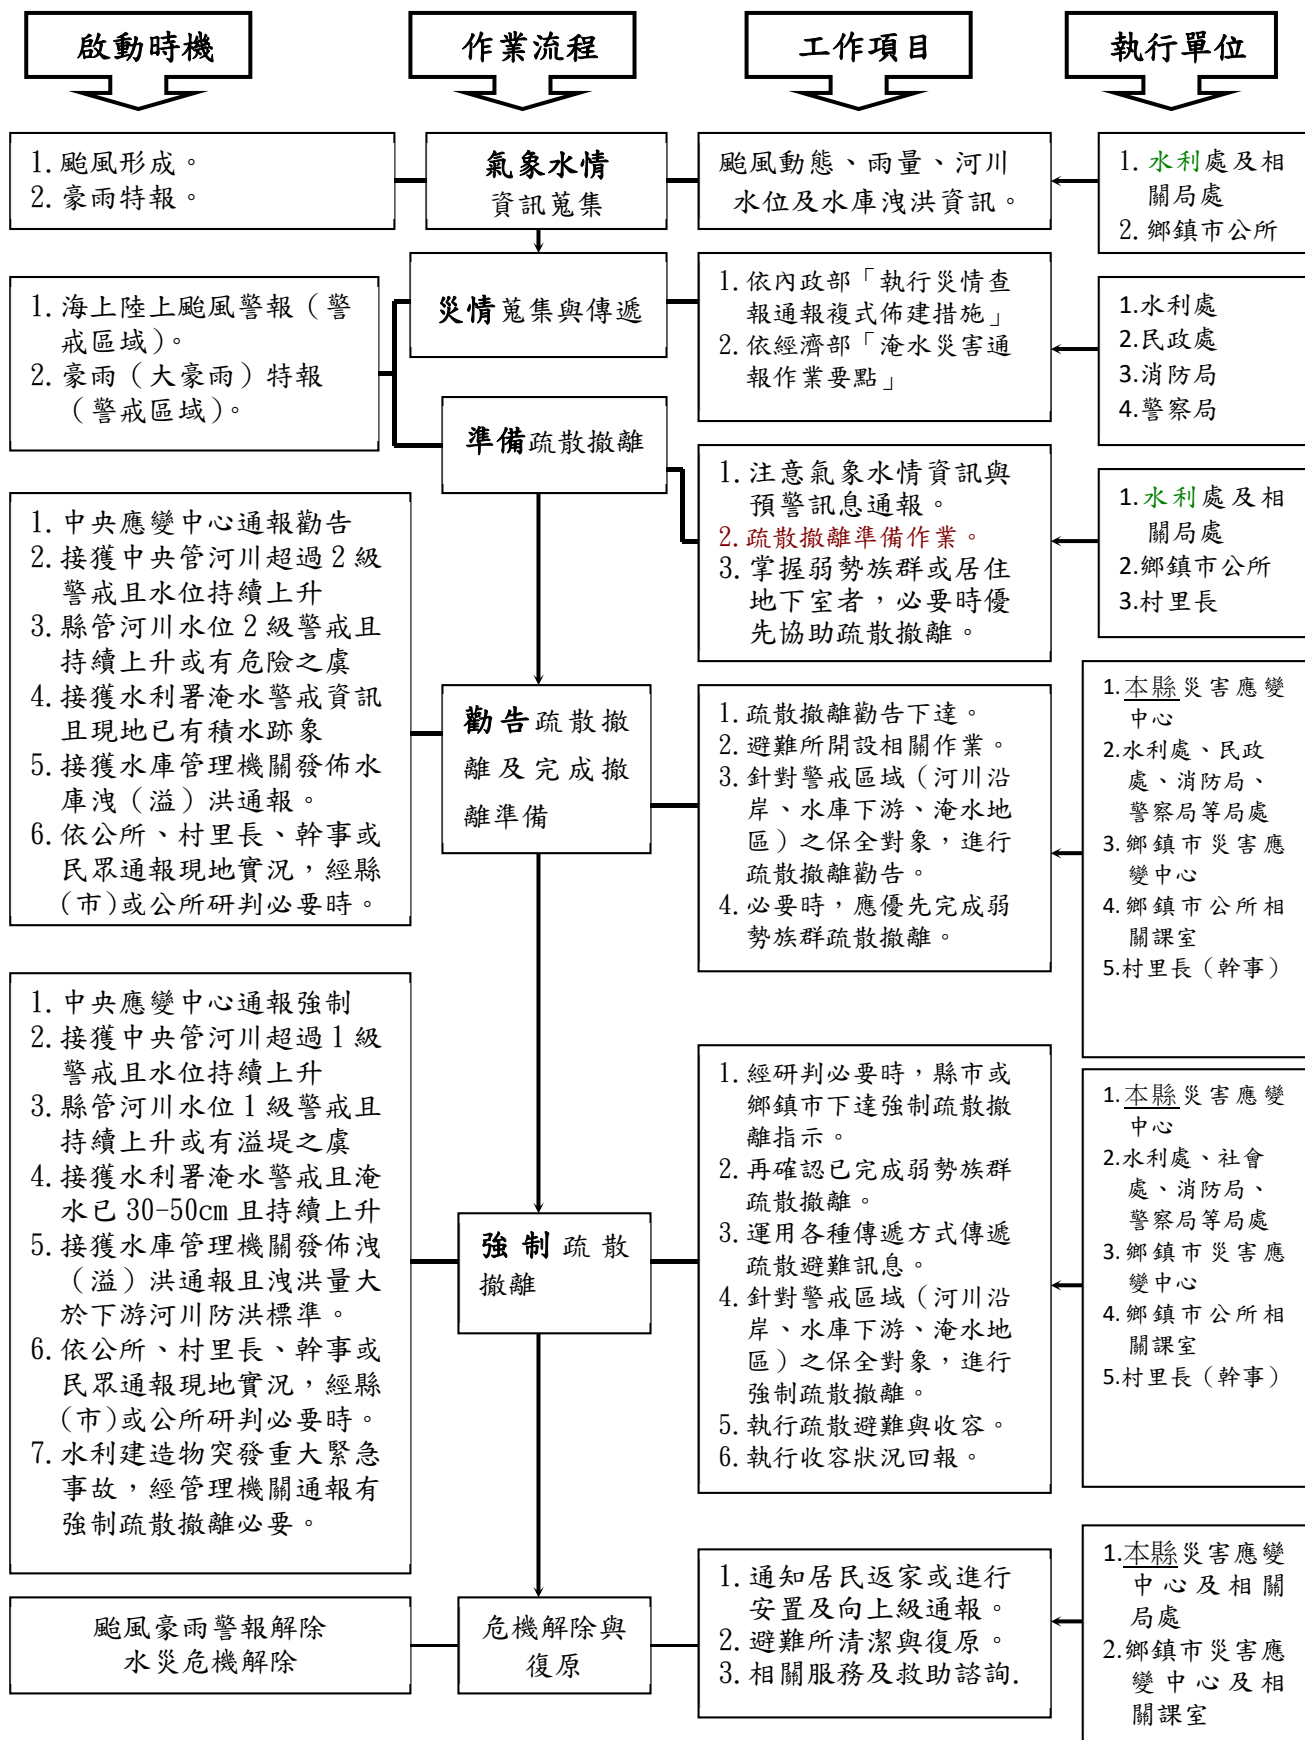 啟動時機
作業流程
工作項目
執行單位
1. 颱風形成。
2. 豪雨特報。
氣象水情
資訊蒐集
颱風動態、雨量、河川
水位及水庫洩洪資訊。
1. 水利處及相
關局處
2. 鄉鎮市公所
1. 海上陸上颱風警報（警
戒區域）。
2. 豪雨（大豪雨）特報
（警戒區域）。
災情蒐集與傳遞
1. 依內政部「執行災情查
報通報複式佈建措施」
2. 依經濟部「淹水災害通
報作業要點」
1.水利處
2.民政處
3.消防局
4.警察局
準備疏散撤離
1. 注意氣象水情資訊與
預警訊息通報。
2. 疏散撤離準備作業。
3. 掌握弱勢族群或居住
地下室者，必要時優
先協助疏散撤離。
1.水利處及相
關局處
2.鄉鎮市公所
3.村里長
1. 中央應變中心通報勸告
2. 接獲中央管河川超過 2 級
警戒且水位持續上升
3. 縣管河川水位 2 級警戒且
持續上升或有危險之虞
4. 接獲水利署淹水警戒資訊
且現地已有積水跡象
5. 接獲水庫管理機關發佈水
庫洩（溢）洪通報。
6. 依公所、村里長、幹事或
民眾通報現地實況，經縣
(市)或公所研判必要時。
勸告疏散撤
離及完成撤
離準備
1. 疏散撤離勸告下達。
2. 避難所開設相關作業。
3. 針對警戒區域（河川沿
岸、水庫下游、淹水地
區）之保全對象，進行
疏散撤離勸告。
4. 必要時，應優先完成弱
勢族群疏散撤離。
1.本縣災害應變
中心
2.水利處、民政
處、消防局、
警察局等局處
3.鄉鎮市災害應
變中心
4.鄉鎮市公所相
關課室
5.村里長（幹事）
1. 中央應變中心通報強制
2. 接獲中央管河川超過 1 級
警戒且水位持續上升
3. 縣管河川水位 1 級警戒且
持續上升或有溢堤之虞
4. 接獲水利署淹水警戒且淹
水已 30-50cm 且持續上升
5. 接獲水庫管理機關發佈洩
（溢）洪通報且洩洪量大
於下游河川防洪標準。
6. 依公所、村里長、幹事或
民眾通報現地實況，經縣
(市)或公所研判必要時。
7. 水利建造物突發重大緊急
事故，經管理機關通報有
強制疏散撤離必要。
強制疏散
撤離
1. 經研判必要時，縣市或
鄉鎮市下達強制疏散撤
離指示。
2. 再確認已完成弱勢族群
疏散撤離。
3. 運用各種傳遞方式傳遞
疏散避難訊息。
4. 針對警戒區域（河川沿
岸、水庫下游、淹水地
區）之保全對象，進行
強制疏散撤離。
5. 執行疏散避難與收容。
6. 執行收容狀況回報。
1.本縣災害應變
中心
2.水利處、社會
處、消防局、
警察局等局處
3.鄉鎮市災害應
變中心
4.鄉鎮市公所相
關課室
5.村里長（幹事）
颱風豪雨警報解除
水災危機解除
危機解除與
復原
1. 通知居民返家或進行
安置及向上級通報。
2. 避難所清潔與復原。
3. 相關服務及救助諮詢.
1.本縣災害應變
中心及相關
局處
2.鄉鎮市災害應
變中心及相
關課室